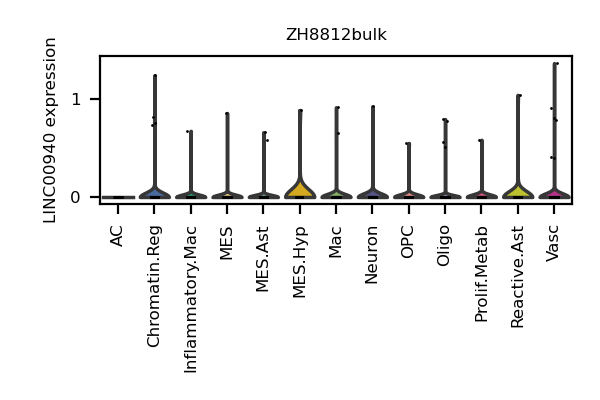 ZH8812bulk
LINC00940 expression
1
0
AC
Chromatin.Reg
Inflammatory.Mac
MES
MES.Ast
MES.Hyp
Mac
Neuron
OPC
Oligo
Prolif.Metab
Reactive.Ast
Vasc